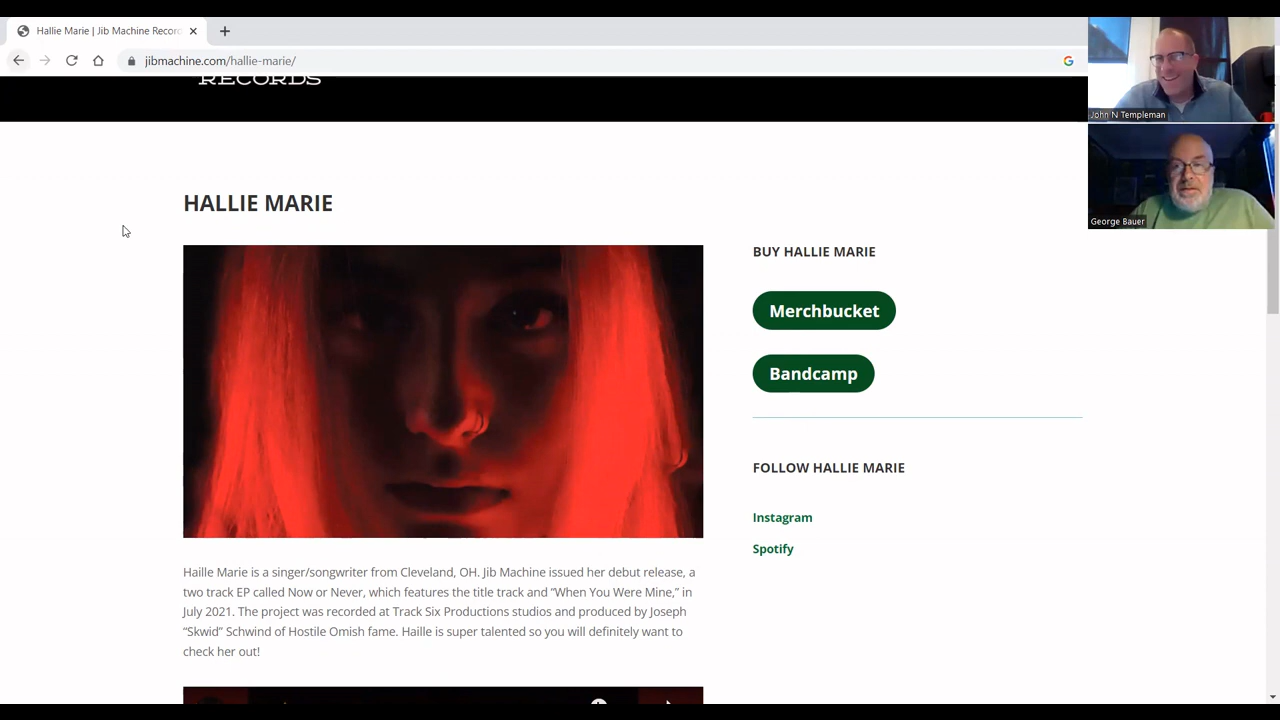 Hallie Marie | Jib Machine Record
jibmachine.com/hallie-marie/
RECORDS
John N Templeman
George Bauer
HALLIE MARIE
BUY HALLIE MARIE
Merchbucket
Bandcamp
FOLLOW HALLIE MARIE
Instagram
Spotify
Haille Marie is a singer/songwriter from Cleveland, OH. Jib Machine issued her debut release, a
two track EP called Now or Never, which features the title track and “When You Were Mine,” in
July 2021. The project was recorded at Track Six Productions studios and produced by Joseph
“Skwid” Schwind of Hostile Omish fame. Haille is super talented so you will definitely want to
check her out!